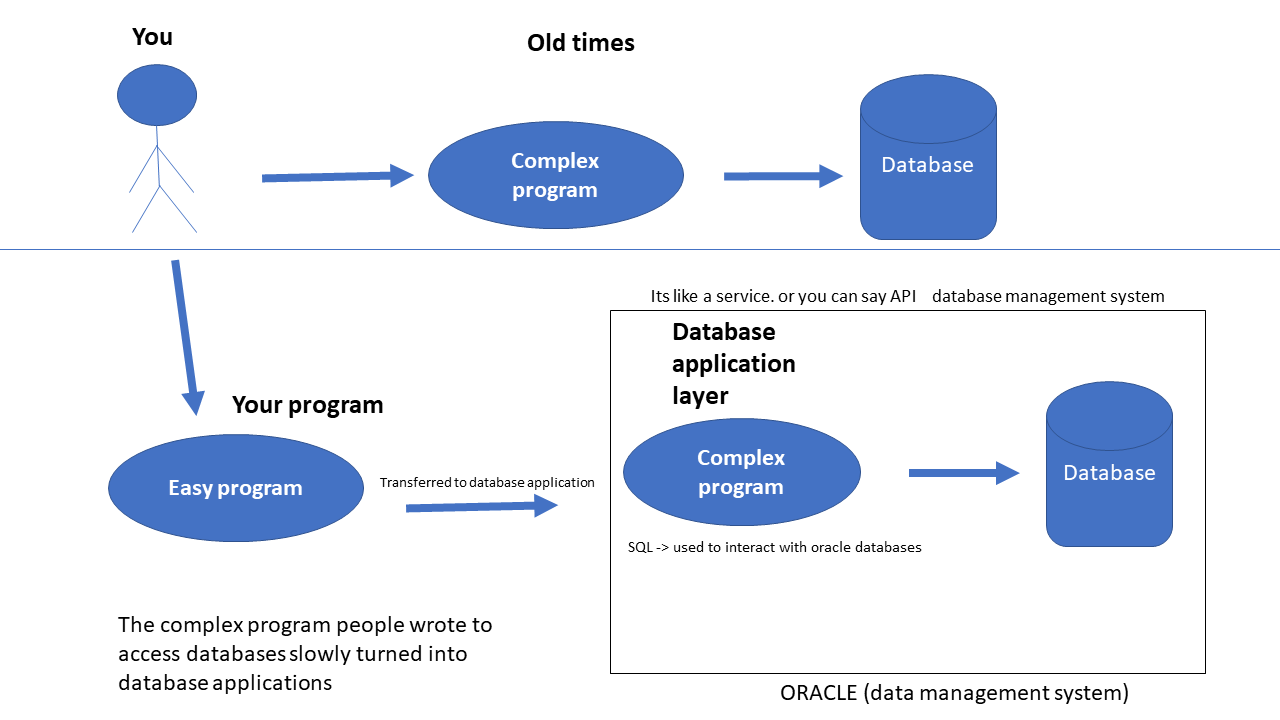 You
Old times
Complex
program
Database
Its like a service. or you can say API    database management system
Database
application
layer
Your program
Easy program
Transferred to database application
Complex
program
Database
SQL -> used to interact with oracle databases
The complex program people wrote to
access databases slowly turned into
database applications
ORACLE (data management system)